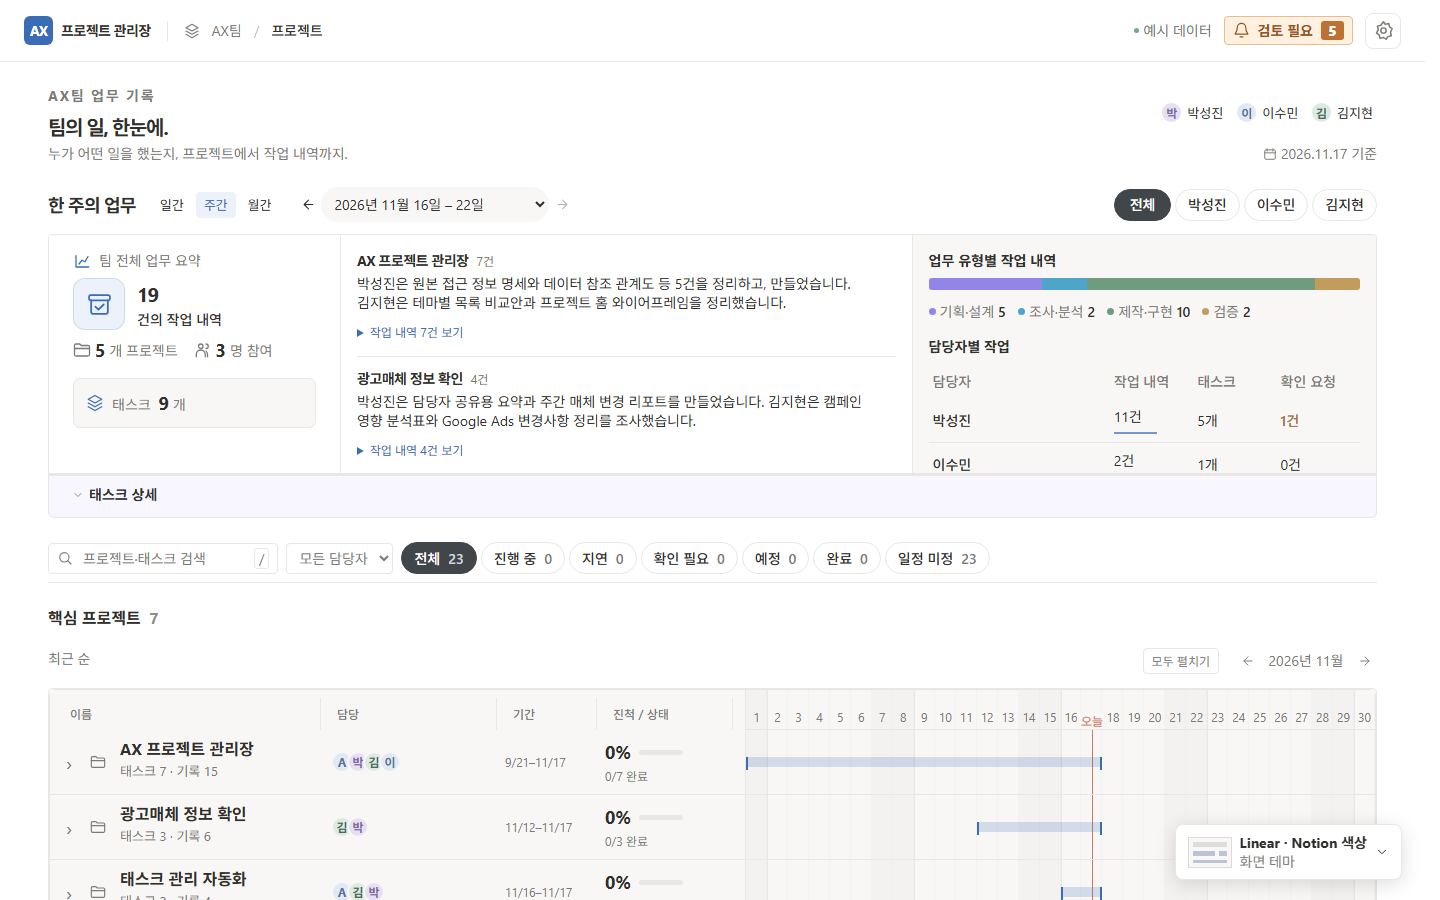 AX 프로젝트 관리장 AX팀 / 프로젝트 예시 데이터 검토 필요 5
AX팀 업무 기록
팀의 일, 한눈에.
누가 어떤 일을 했는지, 프로젝트에서 작업 내역까지.
박 박성진 이 이수민 김 김지현
2026.11.17 기준
한 주의 업무 일간 주간 월간 ← 2026년 11월 16일 – 22일 → 전체 박성진 이수민 김지현
팀 전체 업무 요약
19
건의 작업 내역
5 개 프로젝트 3 명 참여
태스크 9 개
AX 프로젝트 관리장 7건
박성진은 원본 접근 정보 명세와 데이터 참조 관계도 등 5건을 정리하고, 만들었습니다.
김지현은 테마별 목록 비교안과 프로젝트 홈 와이어프레임을 정리했습니다.
▶ 작업 내역 7건 보기
광고매체 정보 확인 4건
박성진은 담당자 공유용 요약과 주간 매체 변경 리포트를 만들었습니다. 김지현은 캠페인
영향 분석표와 Google Ads 변경사항 정리를 조사했습니다.
▶ 작업 내역 4건 보기
업무 유형별 작업 내역
기획·설계 5 조사·분석 2 제작·구현 10 검증 2
담당자별 작업
담당자 작업 내역 태스크 확인 요청
박성진 11건 5개 1건
이수민 2건 1개 0건
태스크 상세
프로젝트·태스크 검색 / 모든 담당자 전체 23 진행 중 0 지연 0 확인 필요 0 예정 0 완료 0 일정 미정 23
핵심 프로젝트 7
최근 순 모두 펼치기 ← 2026년 11월 →
이름 담당 기간 진척 / 상태 1 2 3 4 5 6 7 8 9 10 11 12 13 14 15 16 오늘 18 19 20 21 22 23 24 25 26 27 28 29 30
AX 프로젝트 관리장
태스크 7 · 기록 15
A 박 김 이 9/21–11/17 0%
0/7 완료
광고매체 정보 확인
태스크 3 · 기록 6
김 박 11/12–11/17 0%
0/3 완료
태스크 관리 자동화
A 김 박 11/16–11/17 0%
Linear · Notion 색상
화면 테마